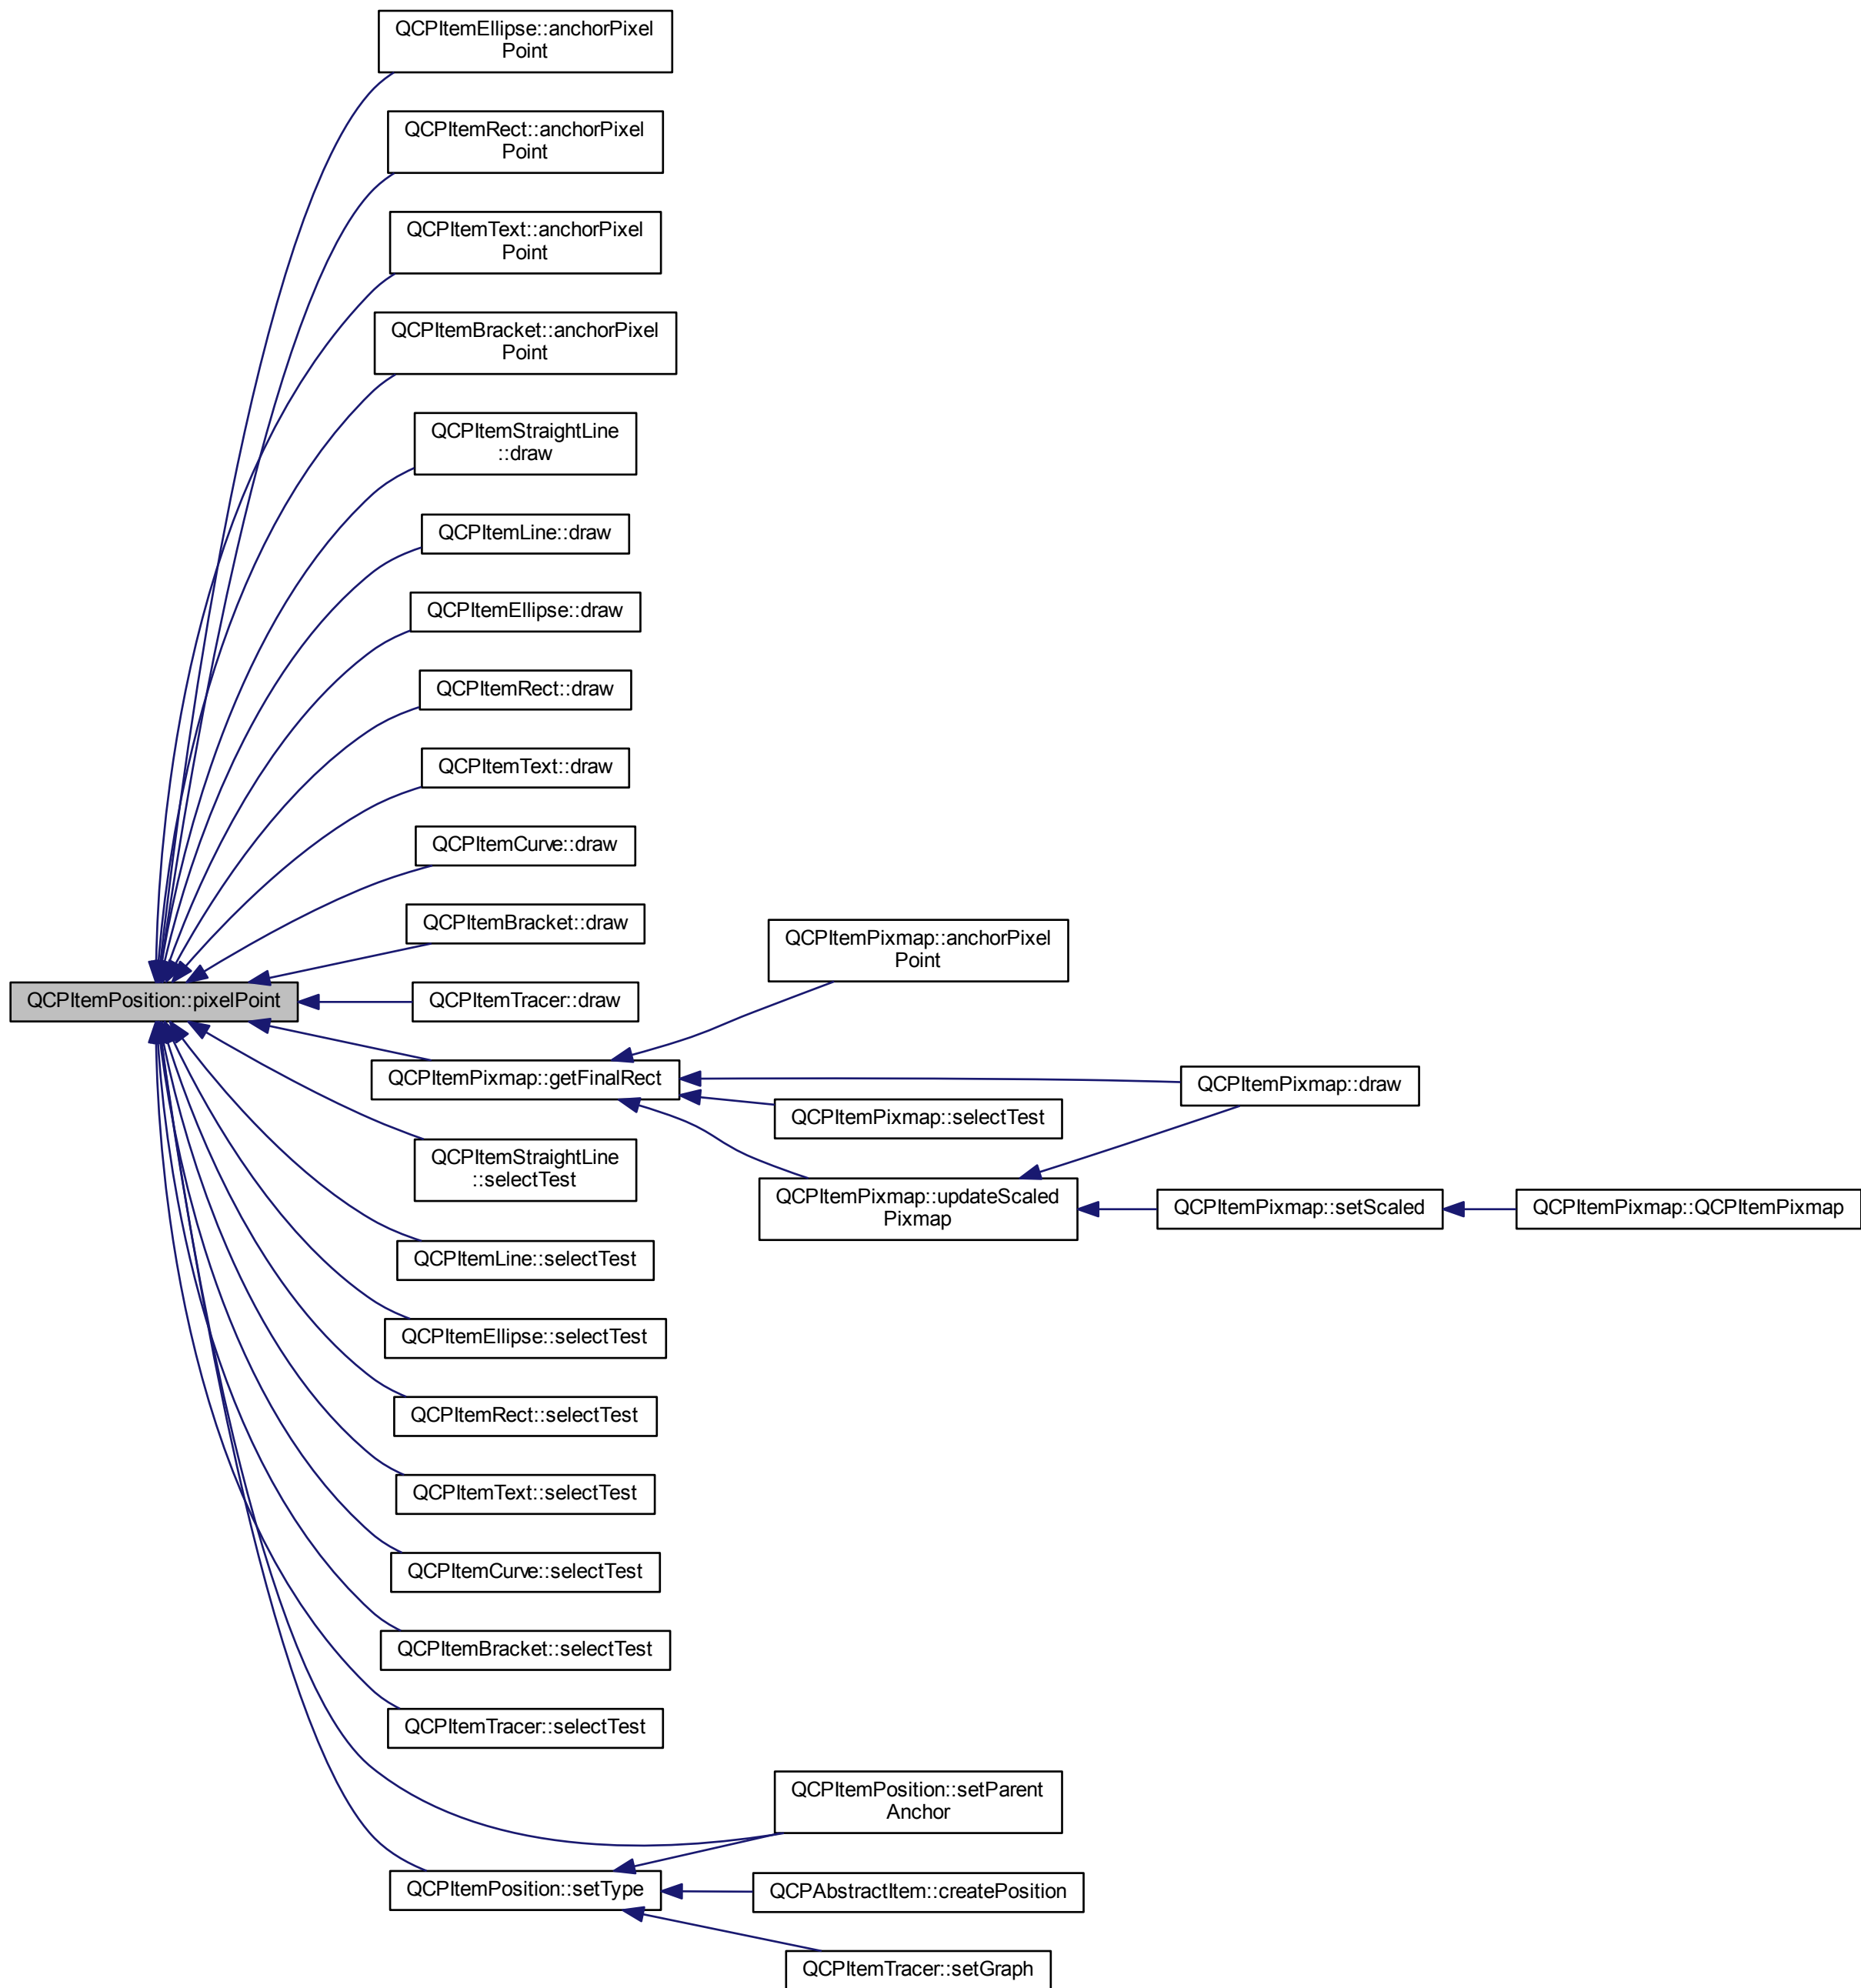 QCPItemEllipse::anchorPixel
Point
QCPItemRect::anchorPixel
Point
QCPItemText::anchorPixel
Point
QCPItemBracket::anchorPixel
Point
QCPItemStraightLine
::draw
QCPItemLine::draw
QCPItemEllipse::draw
QCPItemRect::draw
QCPItemText::draw
QCPItemCurve::draw
QCPItemBracket::draw
QCPItemPixmap::anchorPixel
Point
QCPItemPosition::pixelPoint
QCPItemTracer::draw
QCPItemPixmap::getFinalRect
QCPItemPixmap::draw
QCPItemPixmap::selectTest
QCPItemStraightLine
::selectTest
QCPItemPixmap::updateScaled
Pixmap
QCPItemPixmap::setScaled
QCPItemPixmap::QCPItemPixmap
QCPItemLine::selectTest
QCPItemEllipse::selectTest
QCPItemRect::selectTest
QCPItemText::selectTest
QCPItemCurve::selectTest
QCPItemBracket::selectTest
QCPItemTracer::selectTest
QCPItemPosition::setParent
Anchor
QCPItemPosition::setType
QCPAbstractItem::createPosition
QCPItemTracer::setGraph